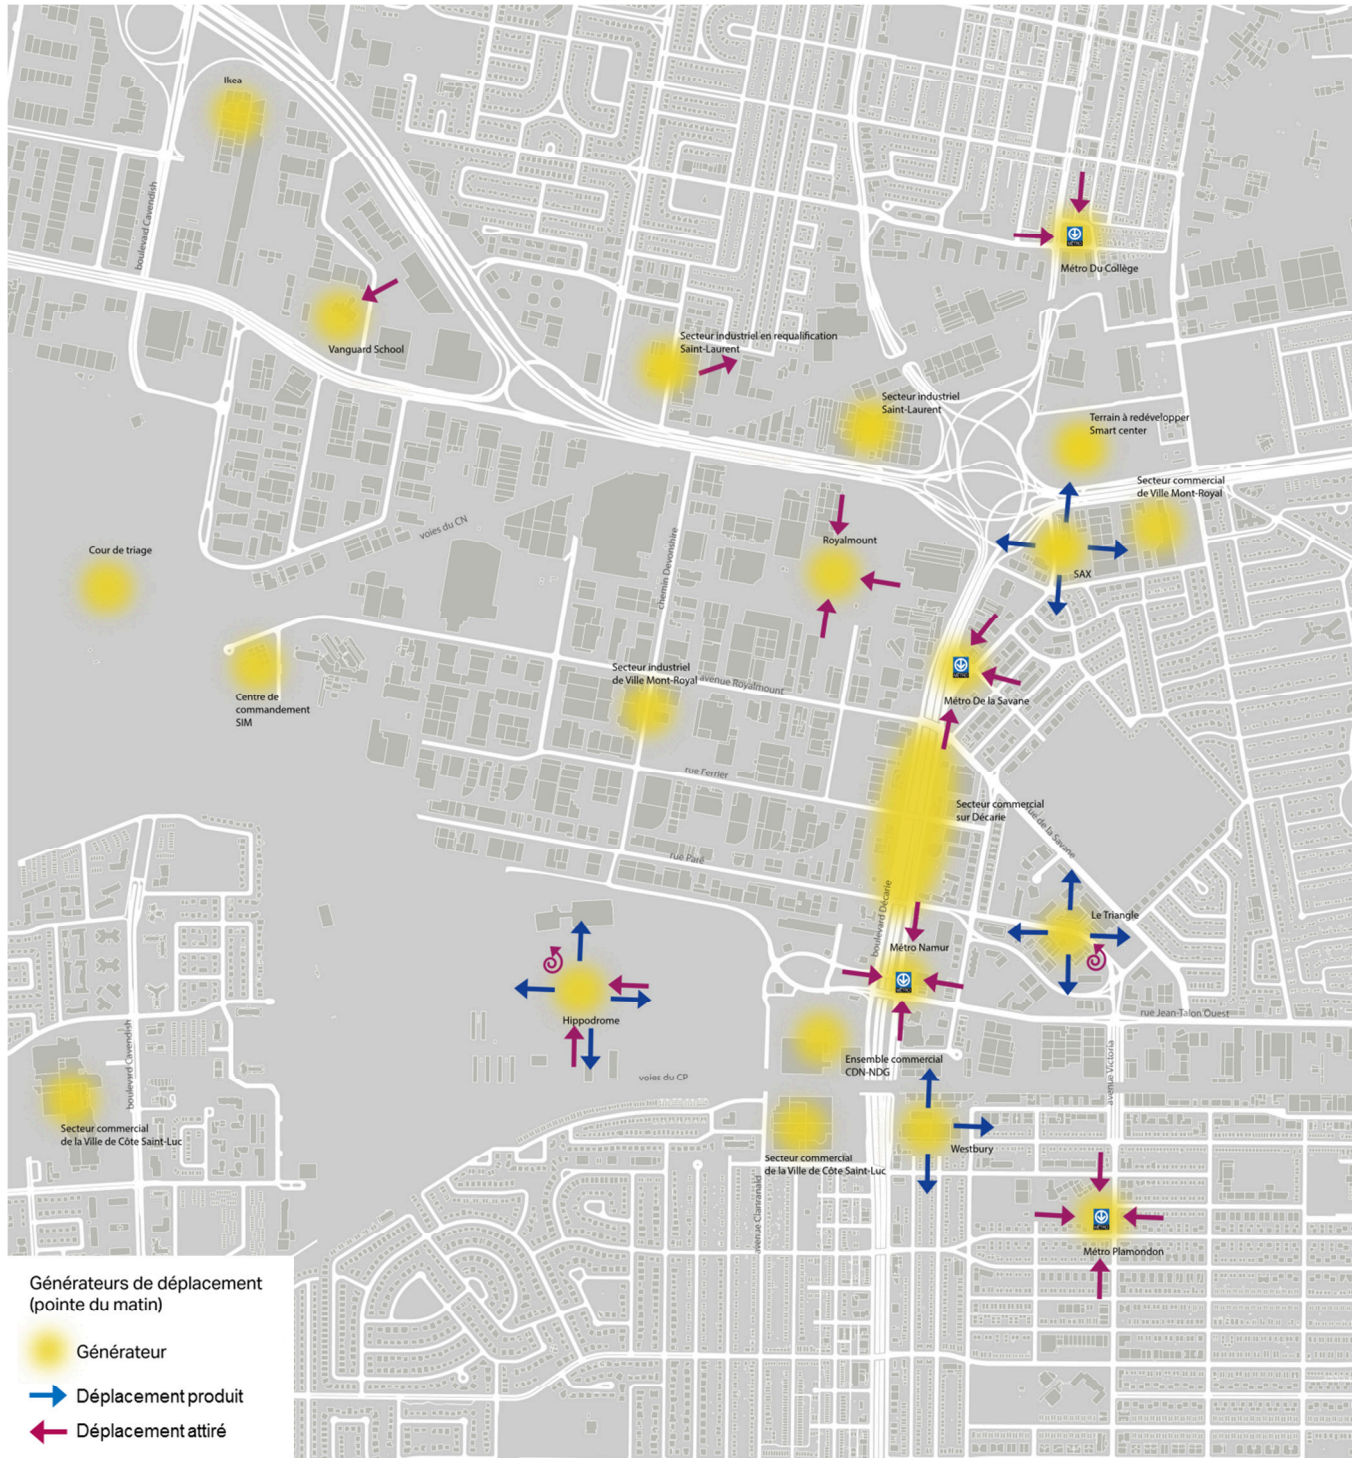 Ikea
boulevard Cavendish
Métro Du Collège
Vanguard School
Secteur industriel en requalification
Saint-Laurent
Secteur industriel
Saint-Laurent
Terrain à redévelopper
Smart center
Secteur commercial
de Ville Mont-Royal
voies du CN
chemin Devonshire
Royalmount
Cour de triage
SAX
Secteur industriel
de Ville Mont-Royal
avenue Royalmount
Centre de
commandement
SIM
Métro De la Savane
rue Ferrier
Secteur commercial
sur Décarie
rue de la Savane
rue Paré
boulevard Décarie
Le Triangle
Métro Namur
Hippodrome
rue Jean-Talon Ouest
Ensemble commercial
CDN-NDG
voies du CP
boulevard Cavendish
avenue Victoria
Secteur commercial
de la Ville de Côte Saint-Luc
Westbury
Secteur commercial
de la Ville de Côte Saint-Luc
avenue Clanranald
Métro Plamondon
Générateurs de déplacement
(pointe du matin)
Générateur
Déplacement produit
Déplacement attiré